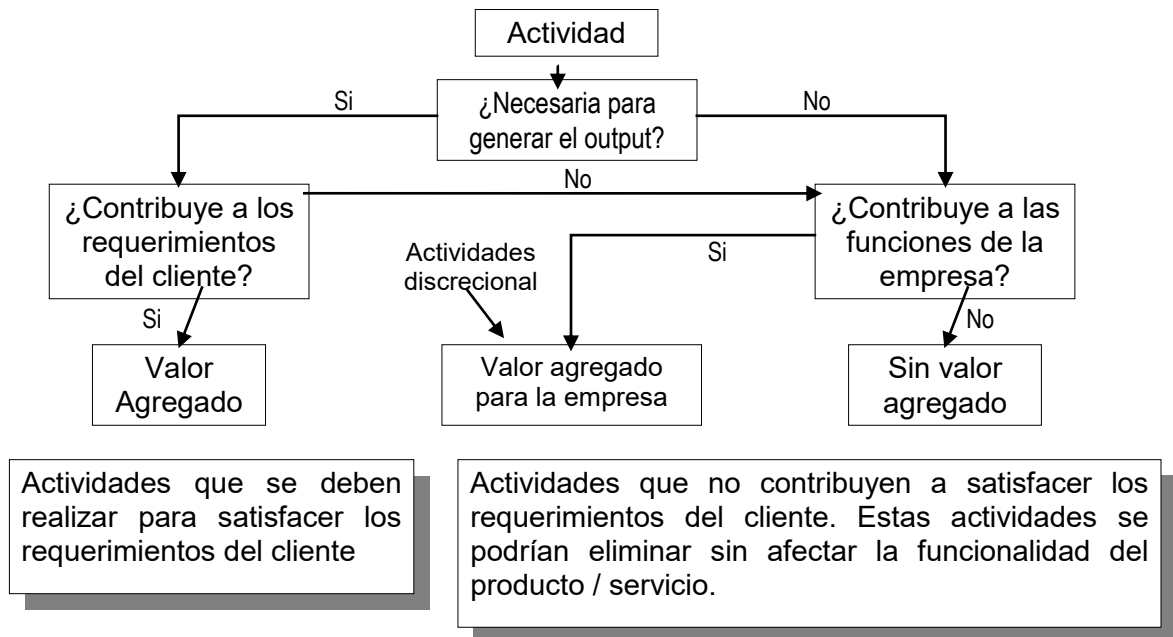 Actividad
Si
¿Necesaria para
generar el output?
No
No
¿Contribuye a los
requerimientos
del cliente?
Actividades
discrecional
Si
¿Contribuye a las
funciones de la
empresa?
Si
No
Valor
Agregado
Valor agregado
para la empresa
Sin valor
agregado
Actividades que se deben
realizar para satisfacer los
requerimientos del cliente
Actividades que no contribuyen a satisfacer los
requerimientos del cliente. Estas actividades se
podrían eliminar sin afectar la funcionalidad del
producto / servicio.